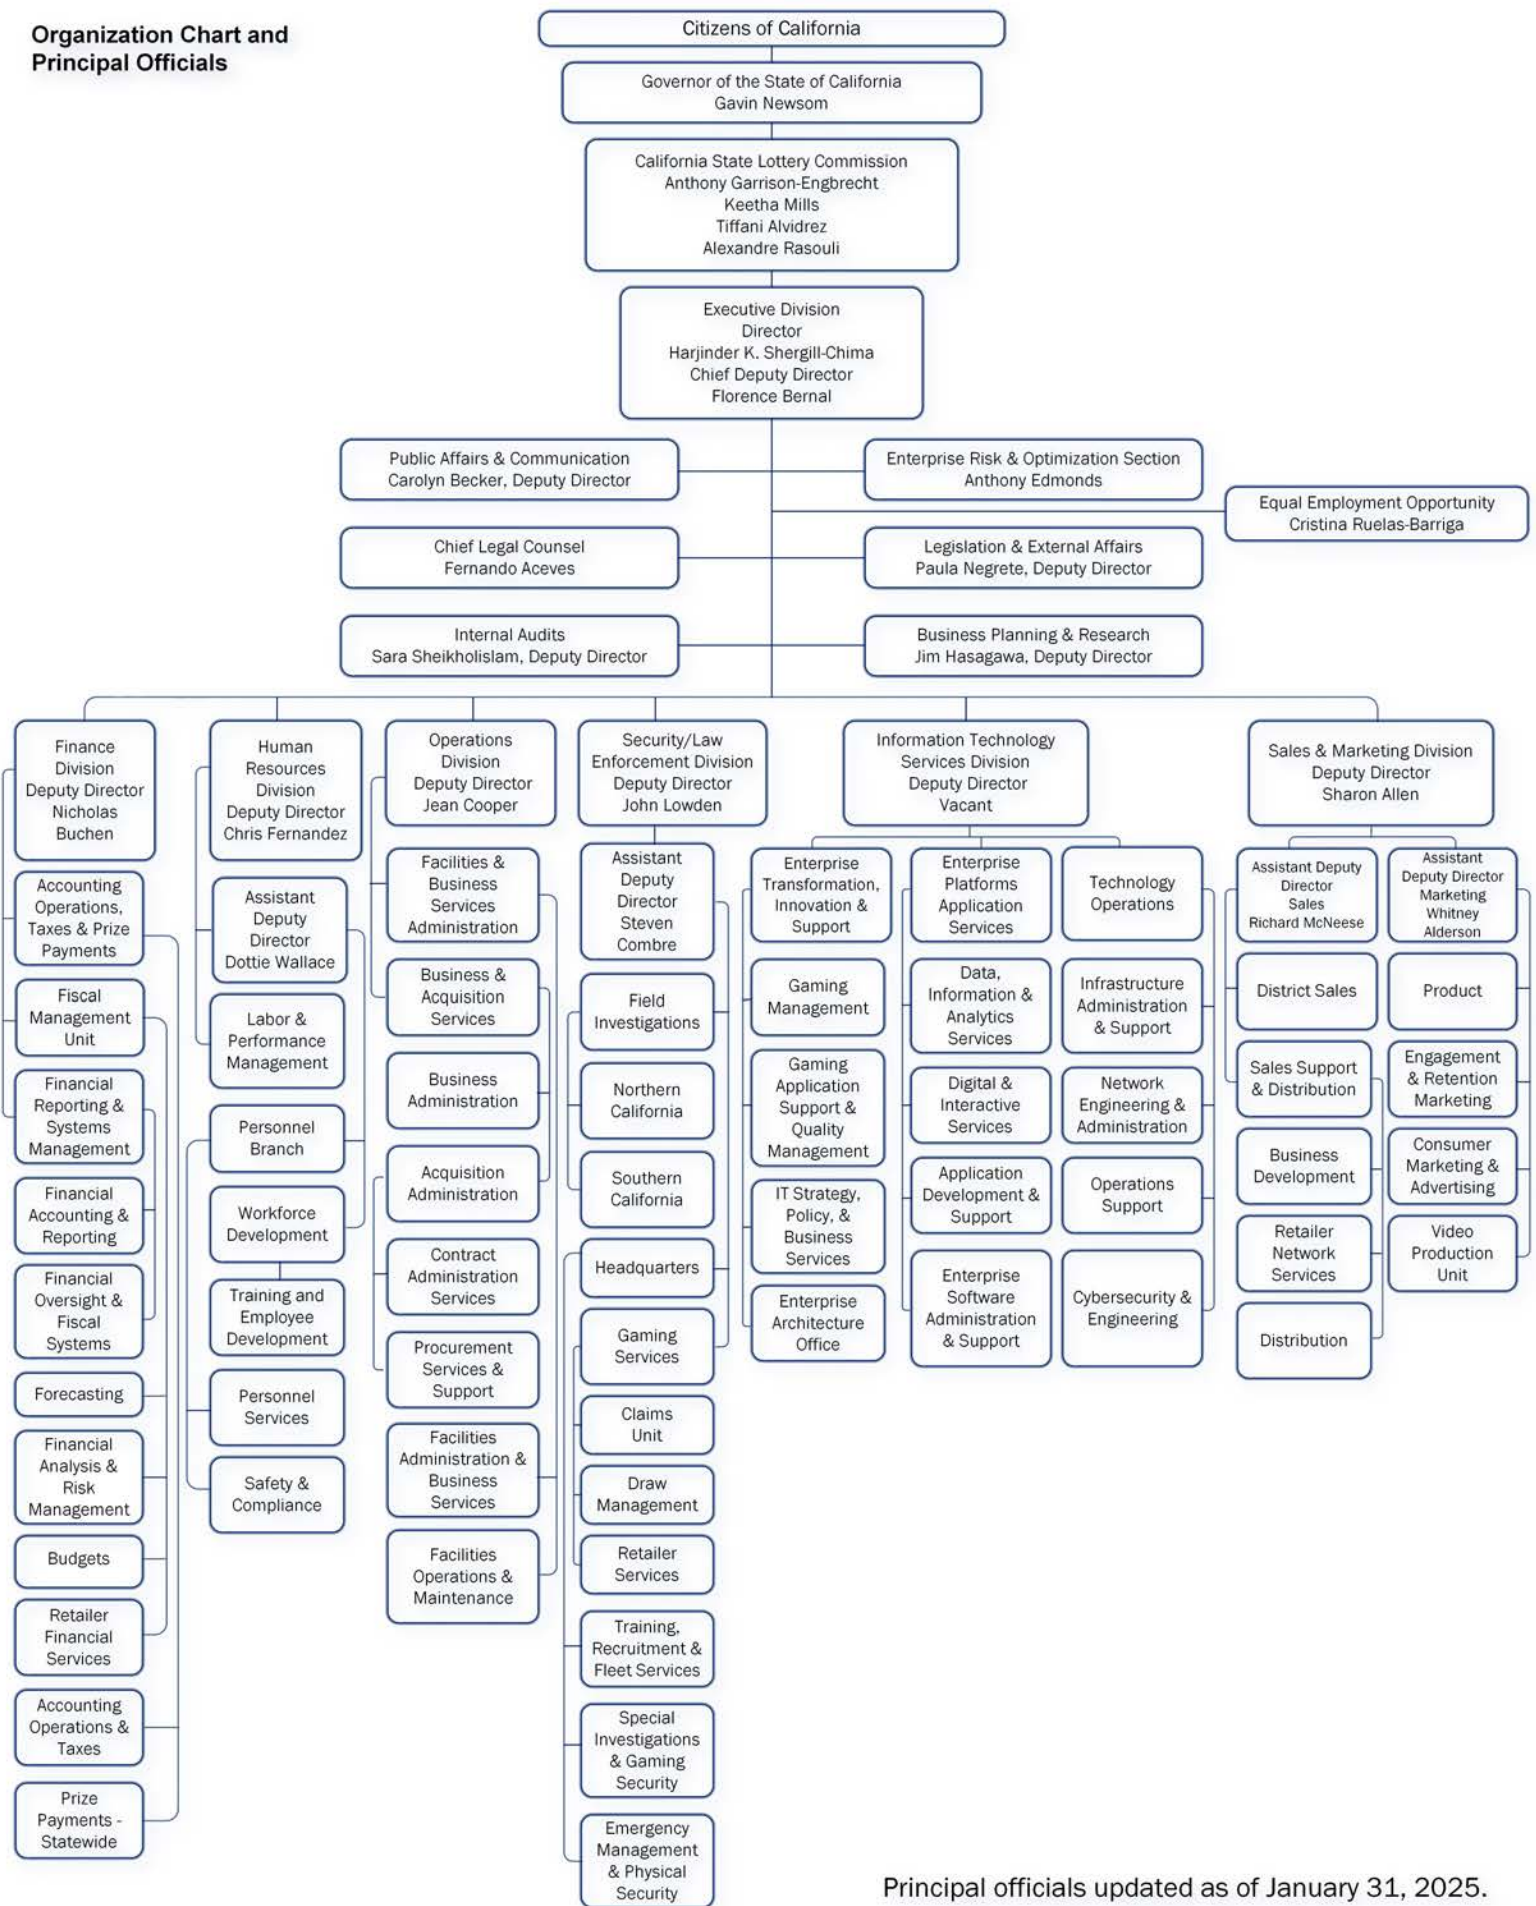 Organization Chart and
Principal Officials
Citizens of California
Governor of the State of California
Gavin Newsom
California State Lottery Commission
Anthony Garrison-Engbrecht
Keetha Mills
Tiffani Alvidrez
Alexandre Rasouli
Executive Division
Director
Harjinder K. Shergill-Chima
Chief Deputy Director
Florence Bernal
Public Affairs & Communication
Carolyn Becker, Deputy Director
Enterprise Risk & Optimization Section
Anthony Edmonds
Equal Employment Opportunity
Cristina Ruelas-Barriga
Chief Legal Counsel
Fernando Aceves
Legislation & External Affairs
Paula Negrete, Deputy Director
Internal Audits
Sara Sheikholislam, Deputy Director
Business Planning & Research
Jim Hasagawa, Deputy Director
Finance
Division
Deputy Director
Nicholas
Buchen
Accounting
Operations,
Taxes & Prize
Payments
Fiscal
Management
Unit
Financial
Reporting &
Systems
Management
Financial
Accounting &
Reporting
Financial
Oversight &
Fiscal
Systems
Forecasting
Financial
Analysis &
Risk
Management
Budgets
Retailer
Financial
Services
Accounting
Operations &
Taxes
Prize
Payments -
Statewide
Human
Resources
Division
Deputy Director
Chris Fernandez
Assistant
Deputy
Director
Dottie Wallace
Labor &
Performance
Management
Personnel
Branch
Workforce
Development
Training and
Employee
Development
Personnel
Services
Safety &
Compliance
Operations
Division
Deputy Director
Jean Cooper
Facilities &
Business
Services
Administration
Business &
Acquisition
Services
Business
Administration
Acquisition
Administration
Contract
Administration
Services
Procurement
Services &
Support
Facilities
Administration &
Business
Services
Facilities
Operations &
Maintenance
Security/Law
Enforcement Division
Deputy Director
John Lowden
Assistant
Deputy
Director
Steven
Combre
Field
Investigations
Northern
California
Southern
California
Headquarters
Gaming
Services
Claims
Unit
Draw
Management
Retailer
Services
Training,
Recruitment &
Fleet Services
Special
Investigations
& Gaming
Security
Emergency
Management
& Physical
Security
Information Technology
Services Division
Deputy Director
Vacant
Enterprise
Transformation,
Innovation &
Support
Gaming
Management
Gaming
Application
Support &
Quality
Management
IT Strategy,
Policy, &
Business
Services
Enterprise
Architecture
Office
Enterprise
Platforms
Application
Services
Data,
Information &
Analytics
Services
Digital &
Interactive
Services
Application
Development &
Support
Enterprise
Software
Administration
& Support
Technology
Operations
Infrastructure
Administration
& Support
Network
Engineering &
Administration
Operations
Support
Cybersecurity &
Engineering
Sales & Marketing Division
Deputy Director
Sharon Allen
Assistant Deputy
Director
Sales
Richard McNeese
District Sales
Sales Support
& Distribution
Business
Development
Retailer
Network
Services
Distribution
Assistant
Deputy Director
Marketing
Whitney
Alderson
Product
Engagement
& Retention
Marketing
Consumer
Marketing &
Advertising
Video
Production
Unit
Principal officials updated as of January 31, 2025.